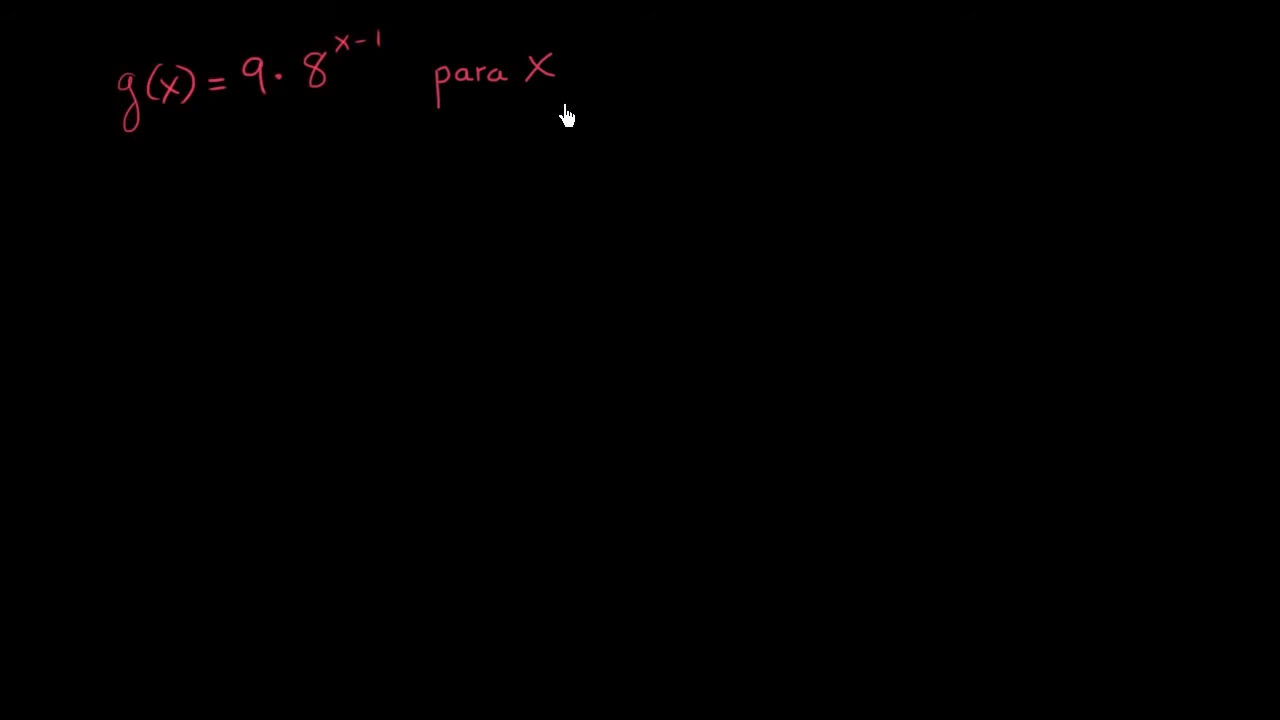 g(x) = 9 · 8^{x-1} para x